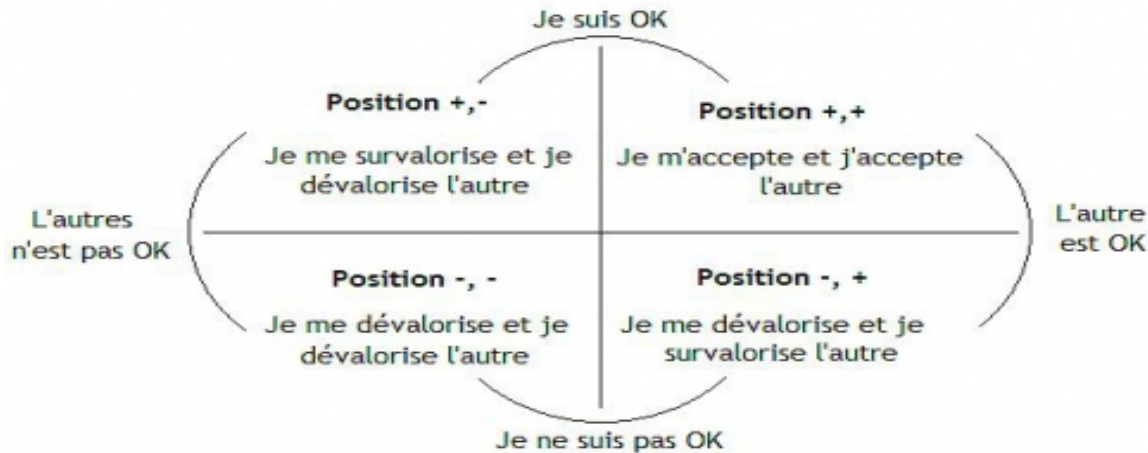 Je suis OK
Position +,-
Je me survalorise et je
dévalorise l'autre
Position +,+
Je m'accepte et j'accepte
l'autre
L'autres
n'est pas OK
L'autre
est OK
Position -, -
Je me dévalorise et je
dévalorise l'autre
Position -, +
Je me dévalorise et je
survalorise l'autre
Je ne suis pas OK